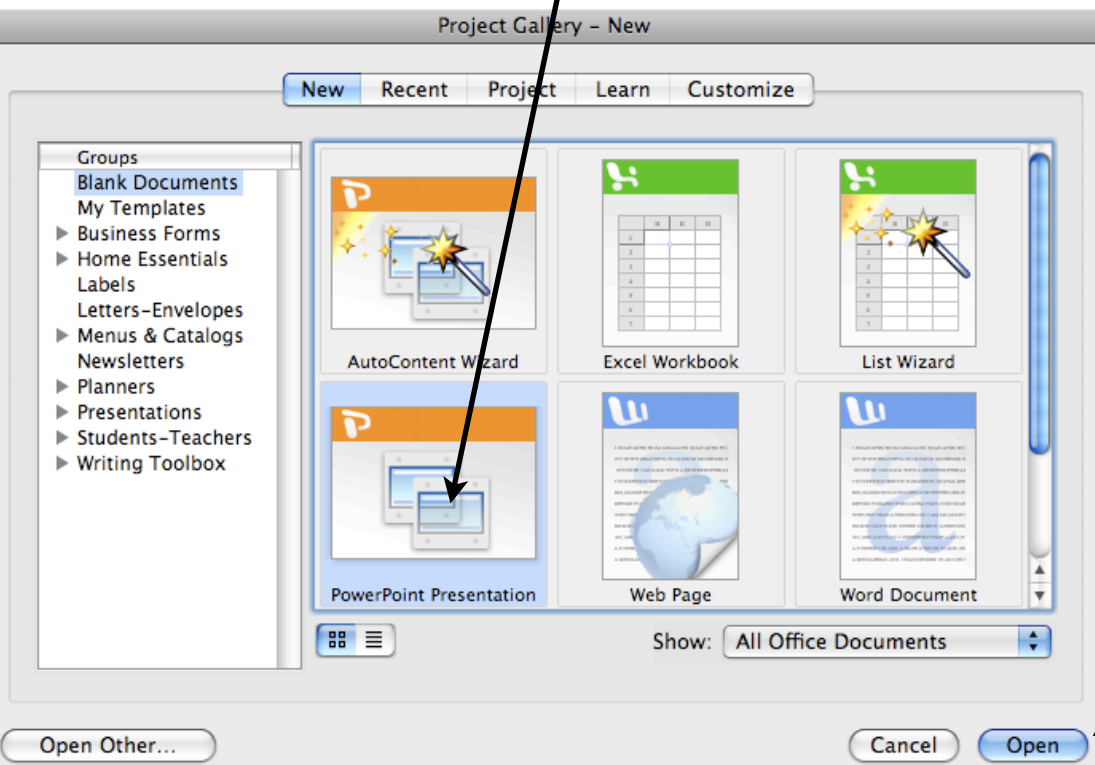 Project Gallery – New
New Recent Project Learn Customize
Groups
Blank Documents
My Templates
Business Forms
Home Essentials
Labels
Letters–Envelopes
Menus & Catalogs
Newsletters
Planners
Presentations
Students–Teachers
Writing Toolbox
AutoContent Wizard
Excel Workbook
List Wizard
PowerPoint Presentation
Web Page
Word Document
Show: All Office Documents
Open Other...
Cancel
Open